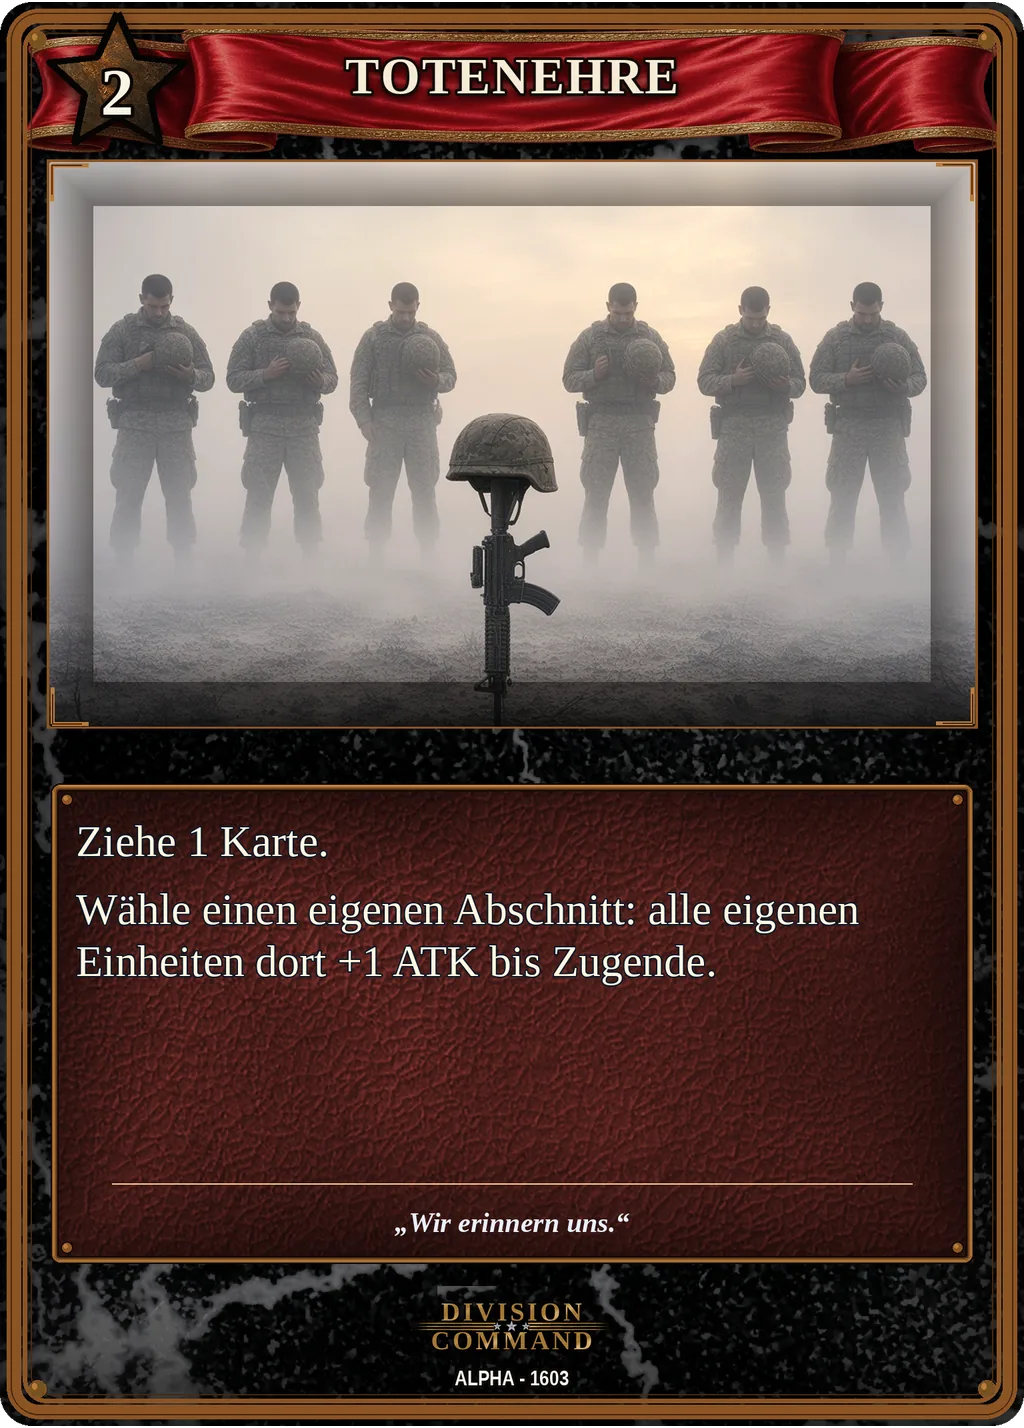 2
TOTENEHRE
Ziehe 1 Karte.
Wähle einen eigenen Abschnitt: alle eigenen
Einheiten dort +1 ATK bis Zugende.
„Wir erinnern uns.“
DIVISION
COMMAND
ALPHA - 1603